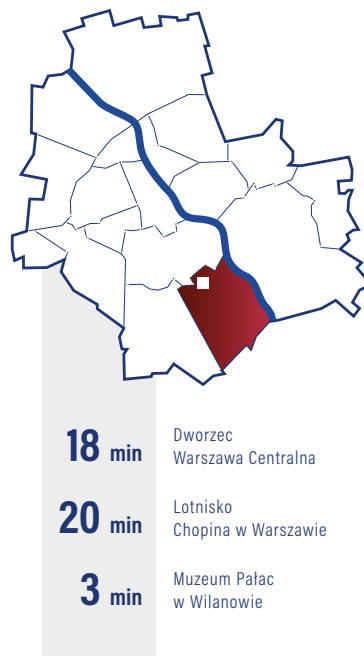 18 min
Dworzec
Warszawa Centralna
20 min
Lotnisko
Chopina w Warszawie
3 min
Muzeum Pałac
w Wilanowie